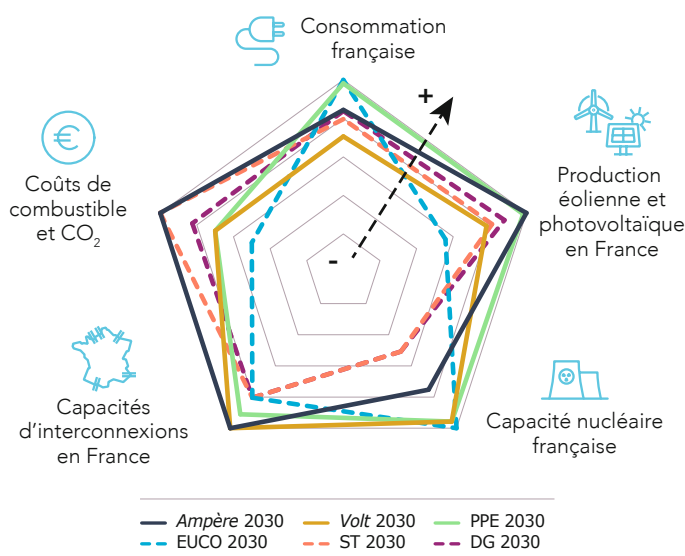 Consommation
française
+
€
Coûts de
combustible
et CO₂
Production
éolienne et
photovoltaïque
en France
-
Capacités
d’interconnexions
en France
Capacité nucléaire
française
Ampère 2030
Volt 2030
PPE 2030
EUCO 2030
ST 2030
DG 2030